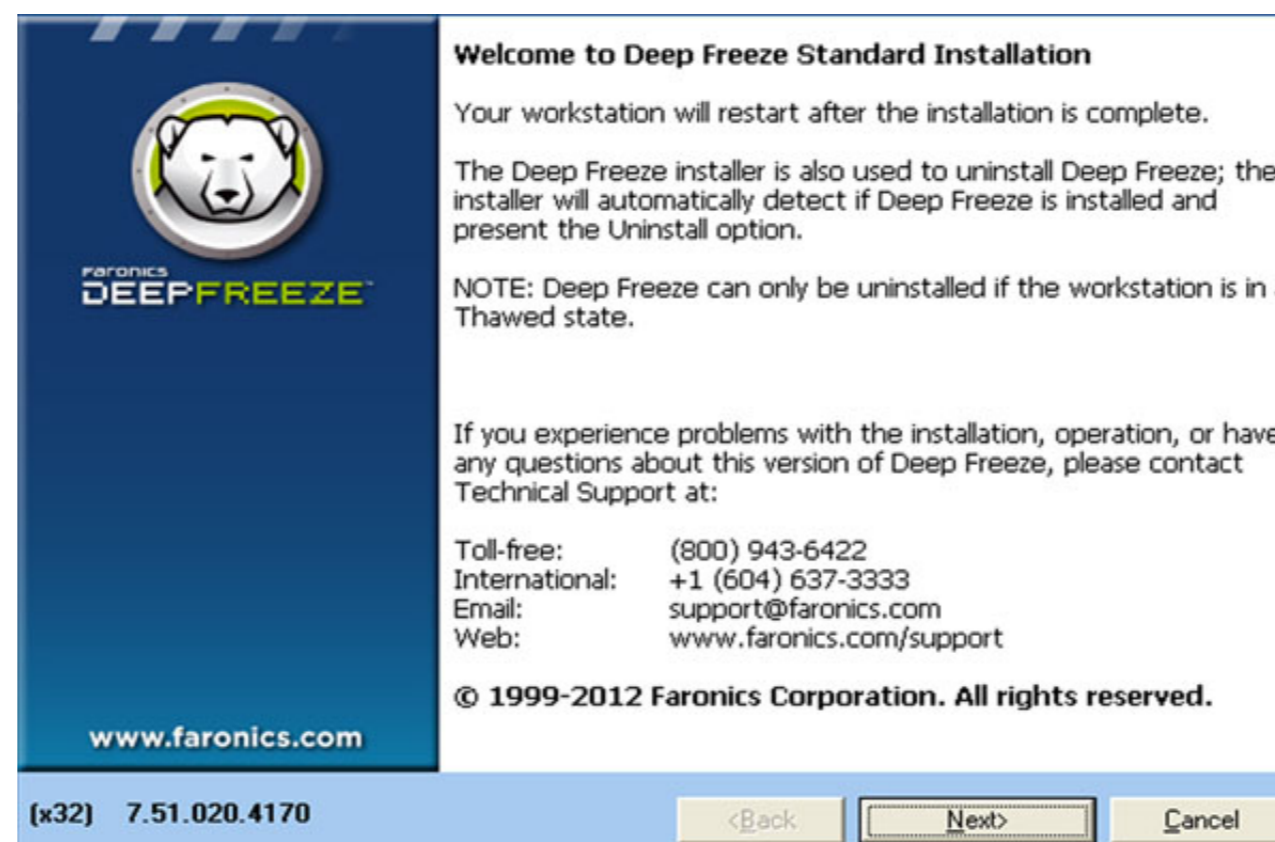 Welcome to Deep Freeze Standard Installation
Your workstation will restart after the installation is complete.
The Deep Freeze installer is also used to uninstall Deep Freeze; the
installer will automatically detect if Deep Freeze is installed and
present the Uninstall option.
NOTE: Deep Freeze can only be uninstalled if the workstation is in
Thawed state.
If you experience problems with the installation, operation, or have
any questions about this version of Deep Freeze, please contact
Technical Support at:
Toll-free: (800) 943-6422
International: +1 (604) 637-3333
Email: support@faronics.com
Web: www.faronics.com/support
© 1999-2012 Faronics Corporation. All rights reserved.
FARONICS
DEEPFREEZE™
www.faronics.com
(x32) 7.51.020.4170
<Back
Next>
Cancel